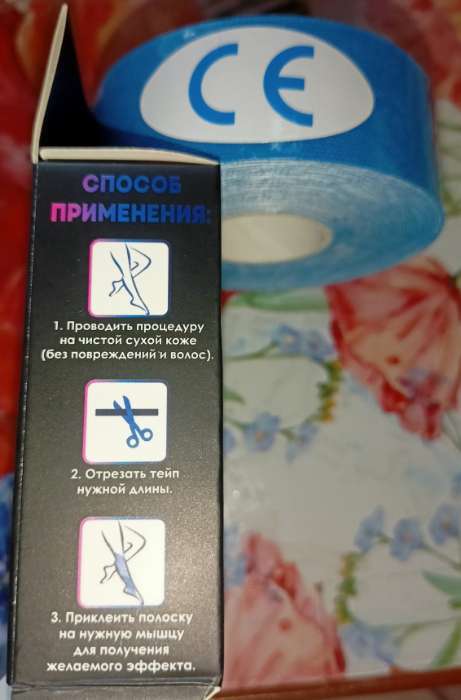 CE
СПОСОБ
ПРИМЕНЕНИЯ:
1. Проводить процедуру
на чистой сухой коже
(без повреждений и волос).
2. Отрезать тейп
нужной длины.
3. Приклеить полоску
на нужную мышцу
для получения
желаемого эффекта.